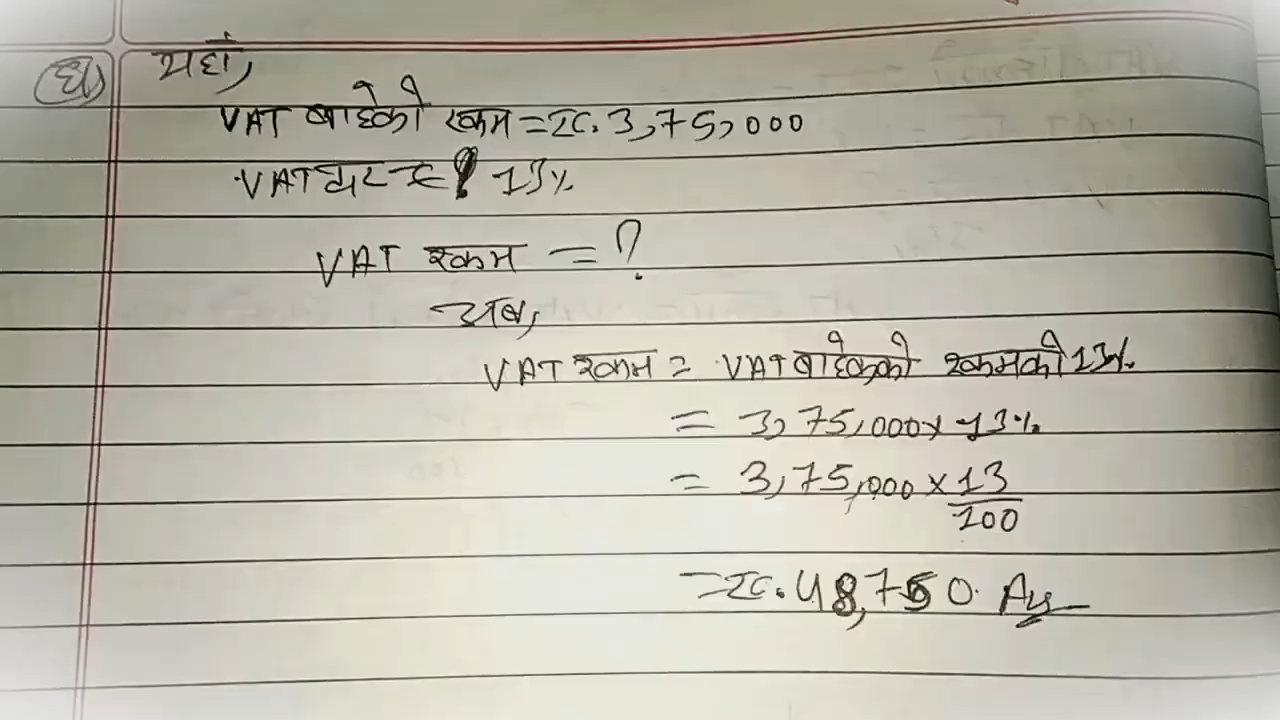 घ) यहाँ,
VAT बाहेको रकम = रु. 3,75,000
VAT दर = 13%
VAT रकम = ?
अब,
VAT रकम = VAT बाहेकको रकमको 13%
= 3,75,000 × 13%
= 3,75,000 × 13
100
= रु. 48,750. Ans